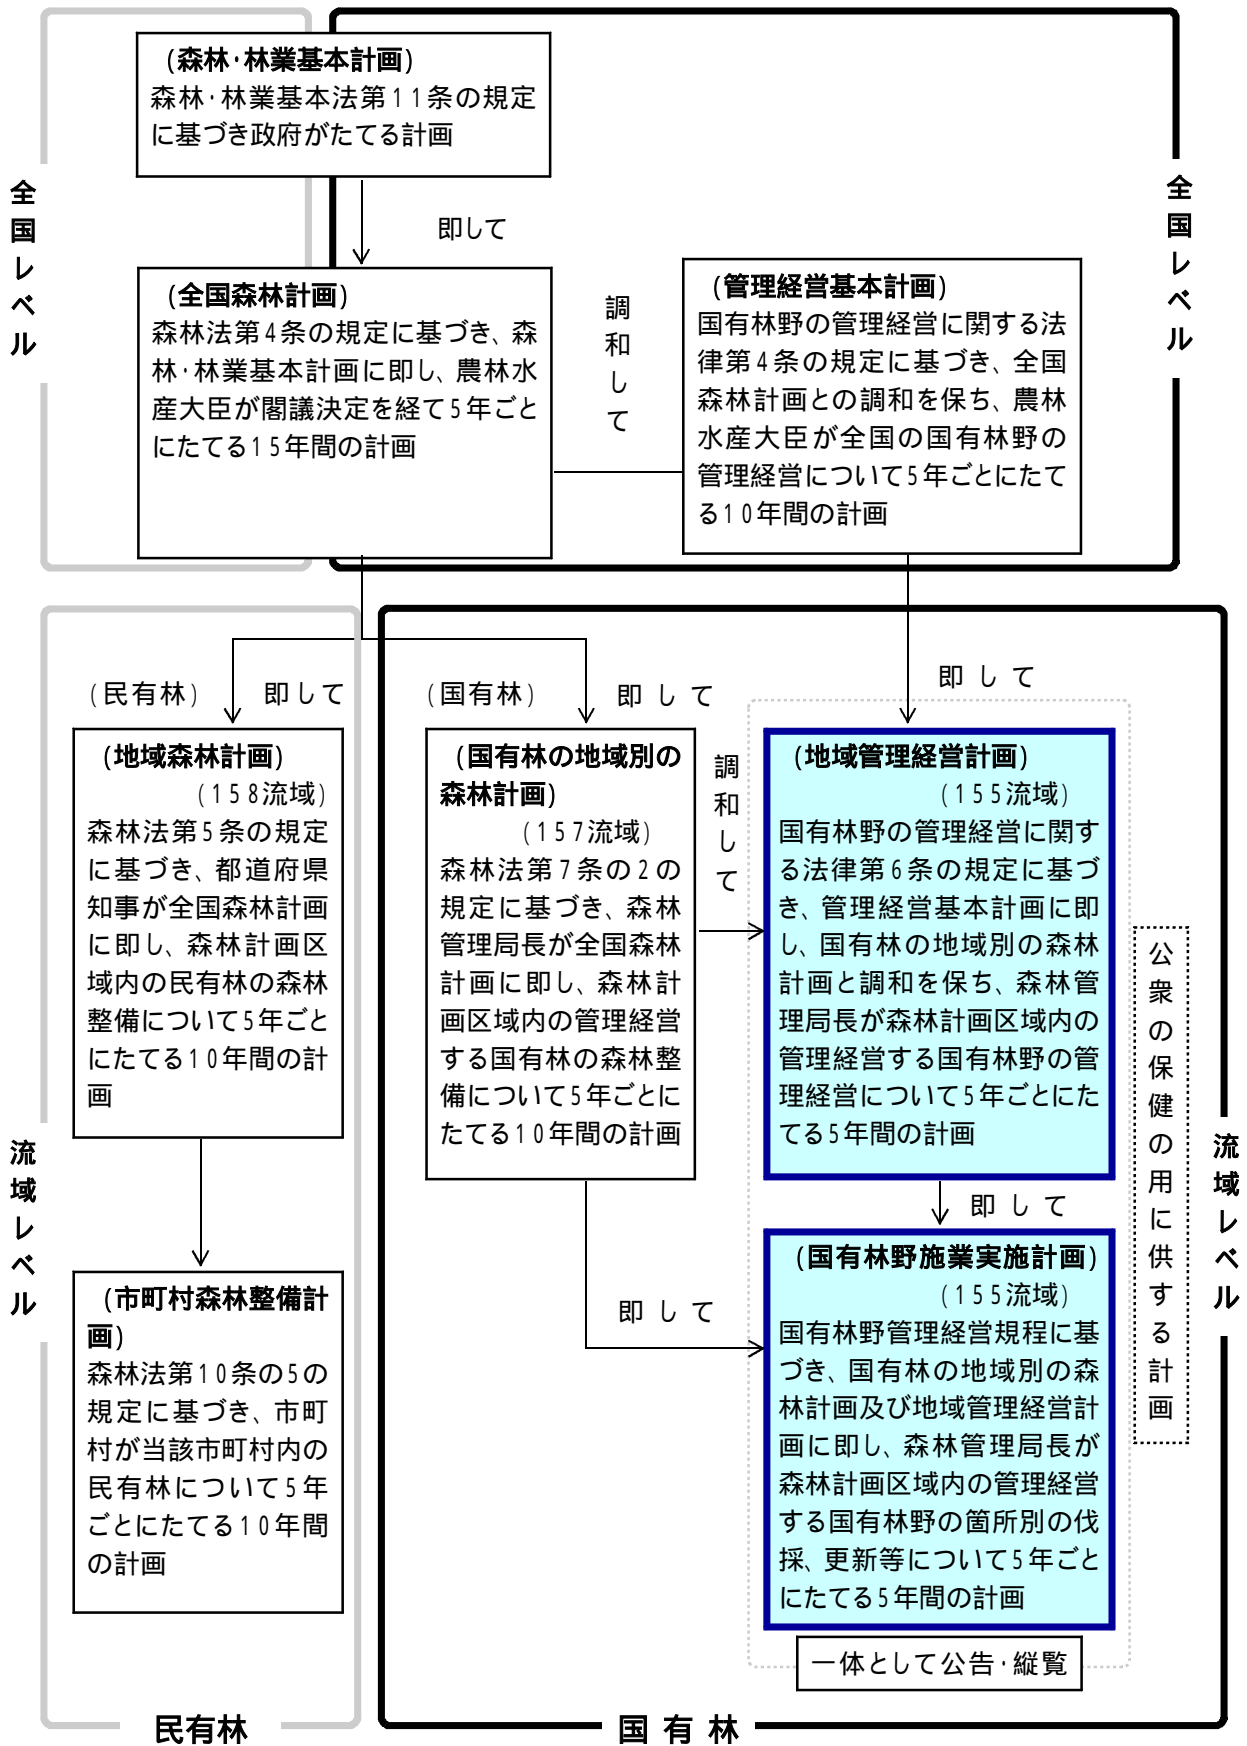 (森林・林業基本計画)
森林・林業基本法第11条の規定
に基づき政府がたてる計画
全国レベル
全国レベル
即して
(全国森林計画)
森林法第4条の規定に基づき、森
林・林業基本計画に即し、農林水
産大臣が閣議決定を経て5年ごと
にたてる15年間の計画
調和して
(管理経営基本計画)
国有林野の管理経営に関する法
律第4条の規定に基づき、全国
森林計画との調和を保ち、農林
水産大臣が全国の国有林野の
管理経営について5年ごとにたて
る10年間の計画
(民有林)
即して
(国有林)
即して
即して
(地域森林計画)
(158流域)
森林法第5条の規定
に基づき、都道府県
知事が全国森林計画
に即し、森林計画区
域内の民有林の森林
整備について5年ごと
にたてる10年間の計
画
(国有林の地域別の
森林計画)
(157流域)
森林法第7条の2の
規定に基づき、森林
管理局長が全国森林
計画に即し、森林計
画区域内の管理経営
する国有林の森林整
備について5年ごとに
たてる10年間の計画
調和して
(地域管理経営計画)
(155流域)
国有林野の管理経営に関す
る法律第6条の規定に基づ
き、管理経営基本計画に即
し、国有林の地域別の森林
計画と調和を保ち、森林管
理局長が森林計画区域内の
管理経営する国有林野の管
理経営について5年ごとにた
てる5年間の計画
公衆の保健の用に供する計画
流域レベル
流域レベル
即して
(市町村森林整備計
画)
森林法第10条の5の
規定に基づき、市町
村が当該市町村内の
民有林について5年
ごとにたてる10年間
の計画
即して
(国有林野施業実施計画)
(155流域)
国有林野管理経営規程に基
づき、国有林の地域別の森
林計画及び地域管理経営計
画に即し、森林管理局長が
森林計画区域内の管理経営
する国有林野の箇所別の伐
採、更新等について5年ごと
にたてる5年間の計画
一体として公告・縦覧
民有林
国有林